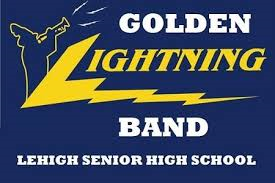 GOLDEN
LIGHTNING
BAND
LEHIGH SENIOR HIGH SCHOOL